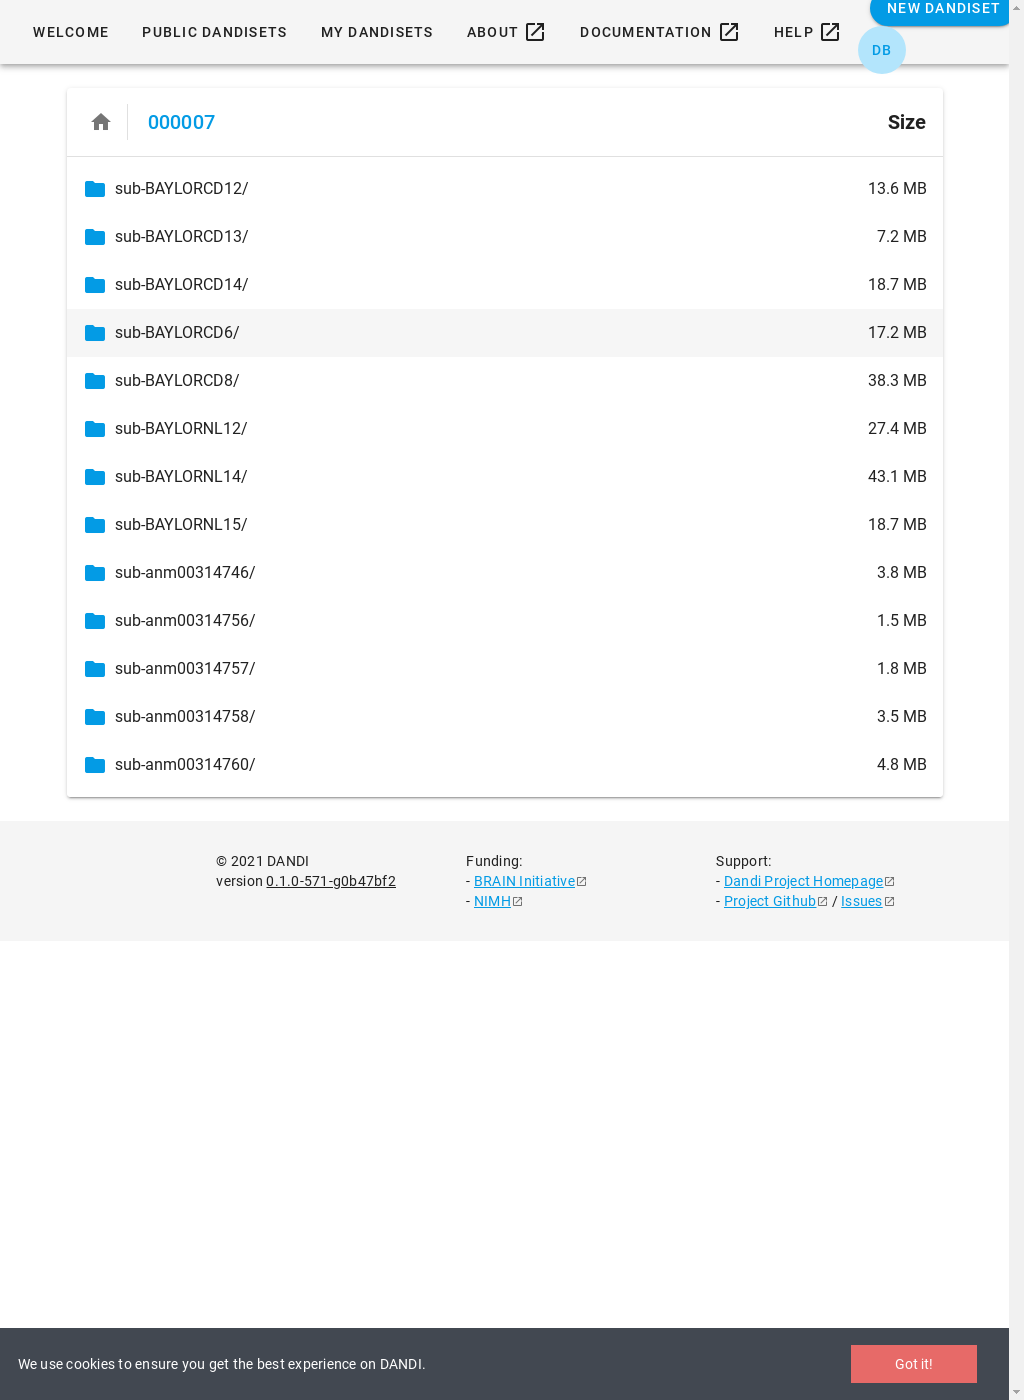 NEW DANDISET
WELCOME PUBLIC DANDISETS MY DANDISETS ABOUT DOCUMENTATION HELP
DB
000007 Size
sub-BAYLORCD12/ 13.6 MB
sub-BAYLORCD13/ 7.2 MB
sub-BAYLORCD14/ 18.7 MB
sub-BAYLORCD6/ 17.2 MB
sub-BAYLORCD8/ 38.3 MB
sub-BAYLORNL12/ 27.4 MB
sub-BAYLORNL14/ 43.1 MB
sub-BAYLORNL15/ 18.7 MB
sub-anm00314746/ 3.8 MB
sub-anm00314756/ 1.5 MB
sub-anm00314757/ 1.8 MB
sub-anm00314758/ 3.5 MB
sub-anm00314760/ 4.8 MB
© 2021 DANDI
version 0.1.0-571-g0b47bf2
Funding:
- BRAIN Initiative
- NIMH
Support:
- Dandi Project Homepage
- Project Github / Issues
We use cookies to ensure you get the best experience on DANDI.
Got it!